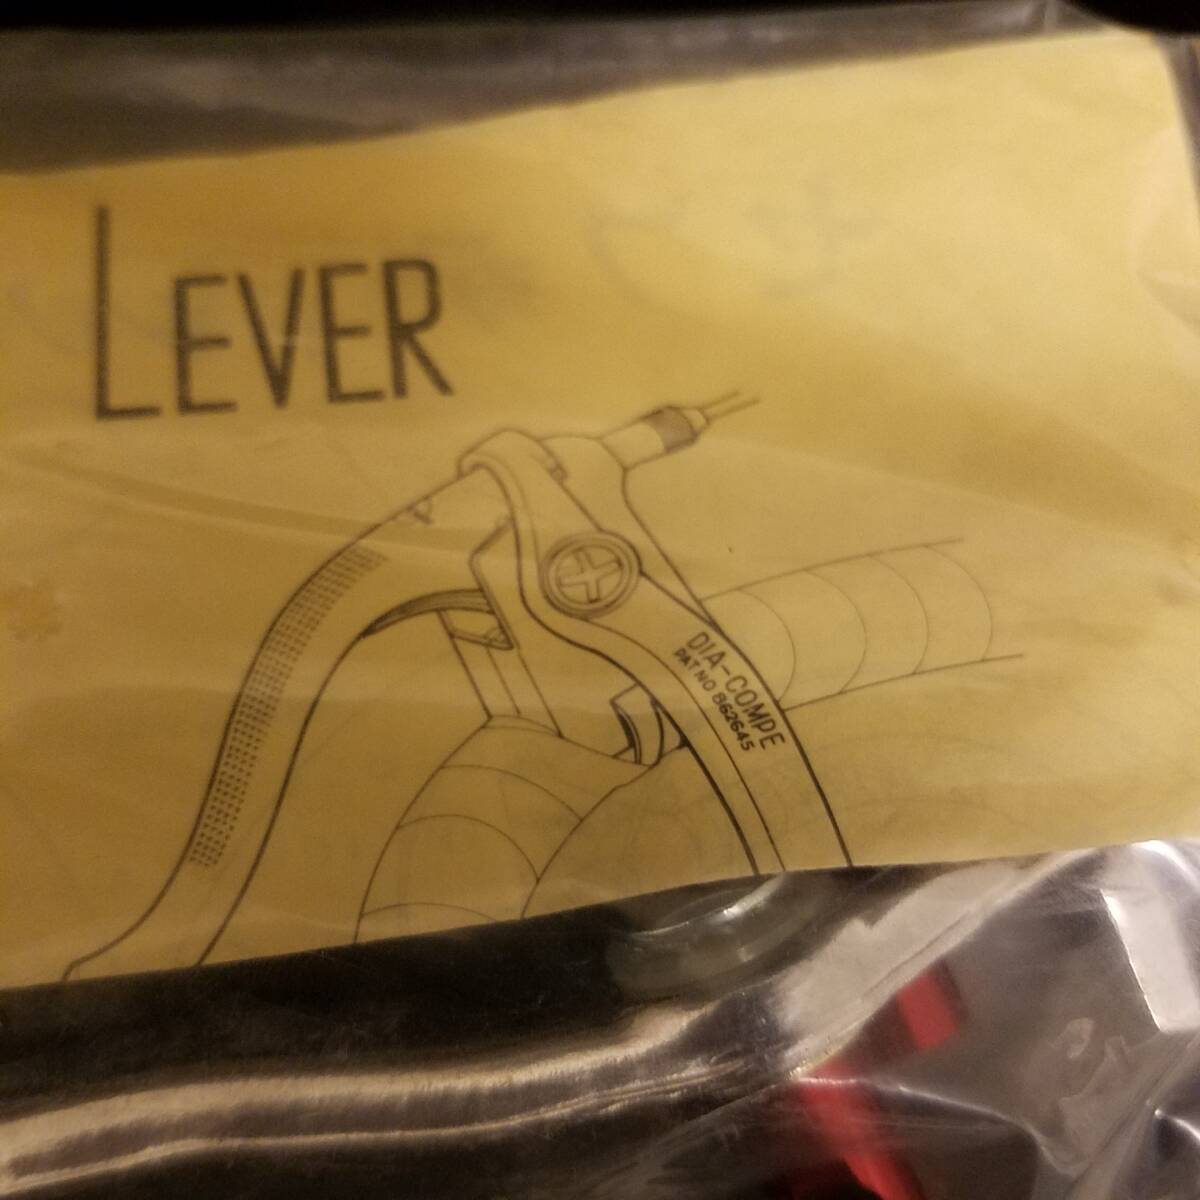 LEVER
DIA-COMPE
PAT NO 862645